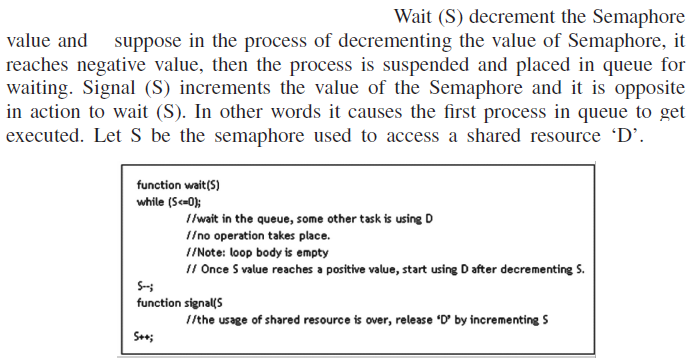 Wait (S) decrement the Semaphore
value and suppose in the process of decrementing the value of Semaphore, it
reaches negative value, then the process is suspended and placed in queue for
waiting. Signal (S) increments the value of the Semaphore and it is opposite
in action to wait (S). In other words it causes the first process in queue to get
executed. Let S be the semaphore used to access a shared resource ‘D’.
function wait(S)
while (S<=0);
//wait in the queue, some other task is using D
//no operation takes place.
//Note: loop body is empty
// Once S value reaches a positive value, start using D after decrementing S.
S--;
function signal(S
//the usage of shared resource is over, release 'D' by incrementing S
S++;